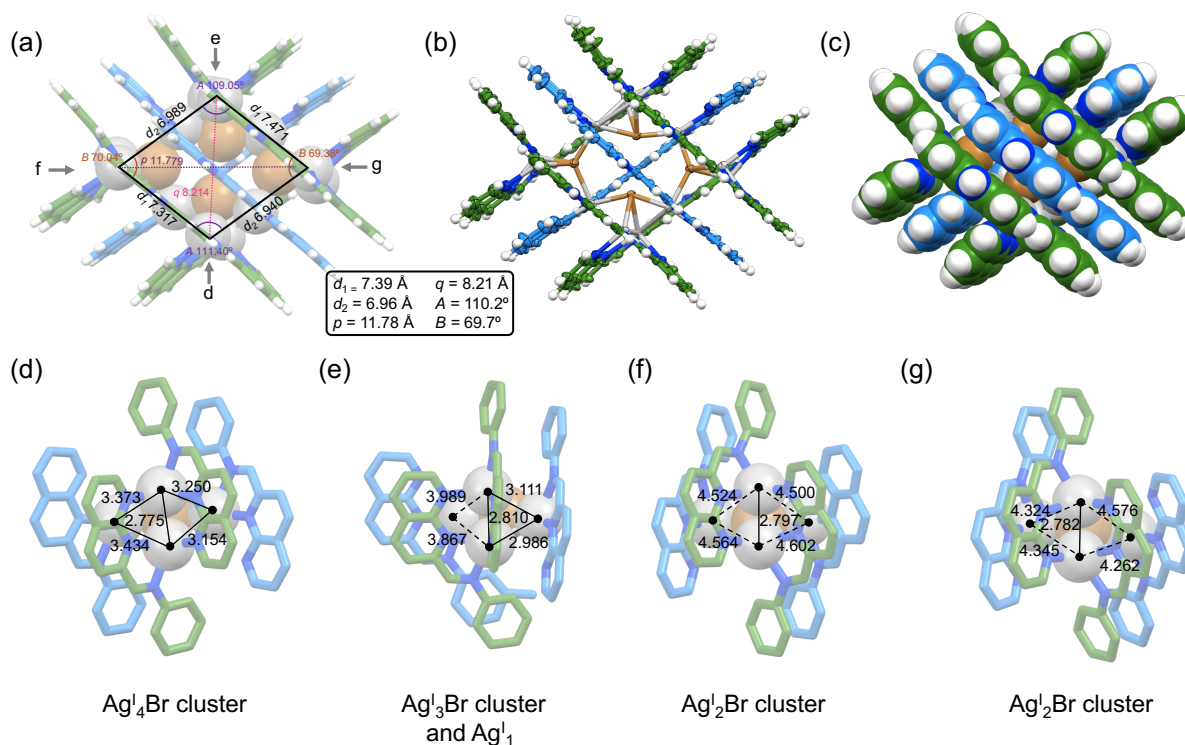 (a)
(b)
(c)
e
A 109.05º
d₂ 6.989
d₁ 7.471
f
B 70.04º
p 11.779
B 69.38º
g
q 8.214
d₁ 7.317
d₂ 6.940
A 111.40º
d
d₁ = 7.39 Å q = 8.21 Å
d₂ = 6.96 Å A = 110.2º
p = 11.78 Å B = 69.7º
(d)
(e)
(f)
(g)
3.373
3.250
2.775
3.434
3.154
3.989
3.111
2.810
3.867
2.986
4.524
4.500
2.797
4.564
4.602
4.324
4.576
2.782
4.345
4.262
Agᴵ₄Br cluster
Agᴵ₃Br cluster
and Agᴵ₁
Agᴵ₂Br cluster
Agᴵ₂Br cluster